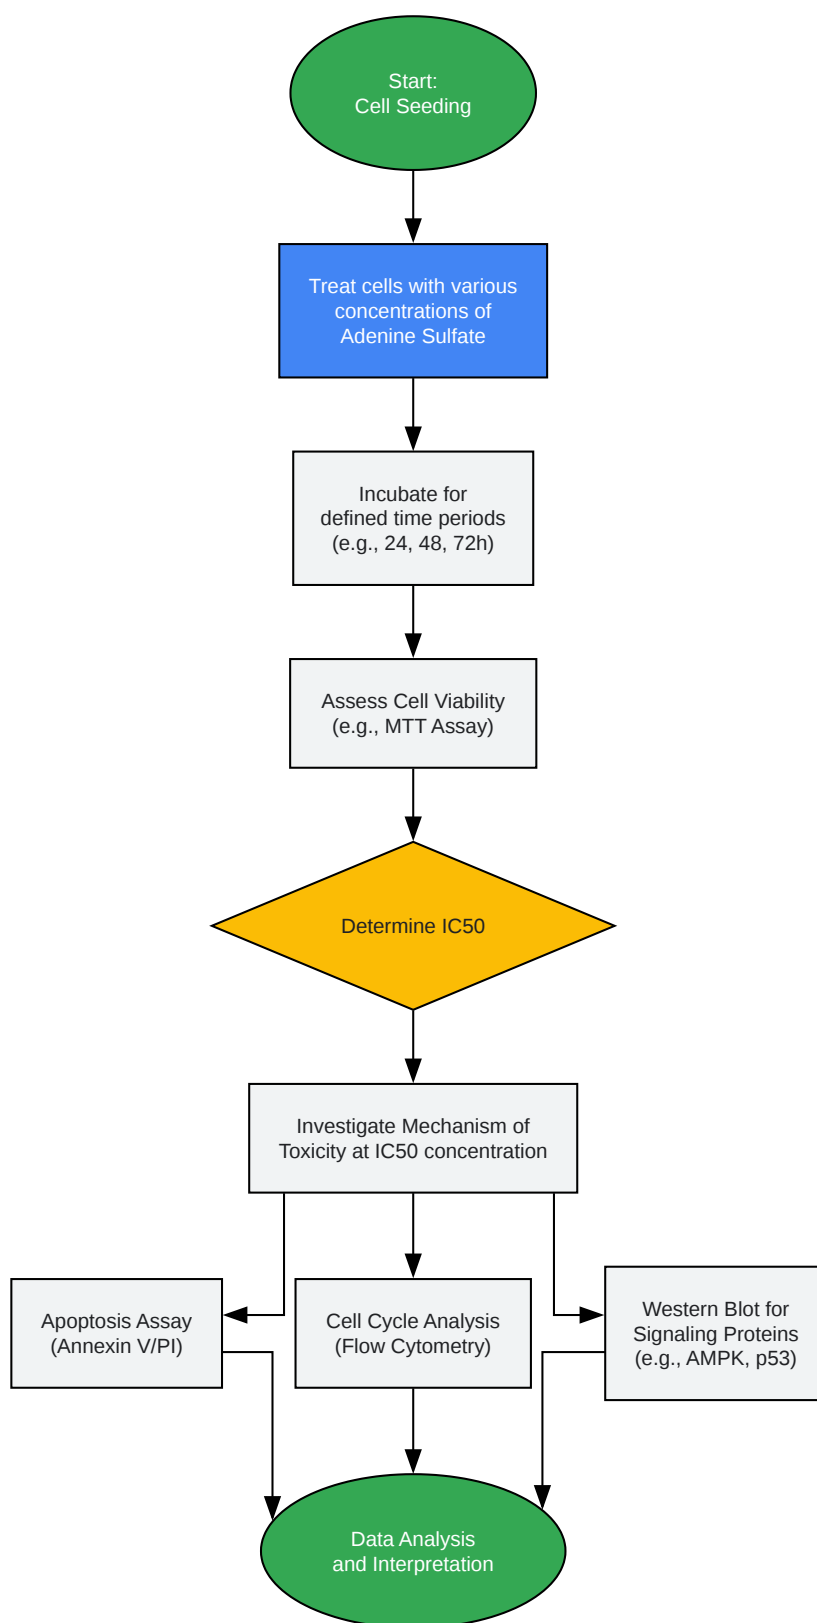 Start:
Cell Seeding
Treat cells with various
concentrations of
Adenine Sulfate
Incubate for
defined time periods
(e.g., 24, 48, 72h)
Assess Cell Viability
(e.g., MTT Assay)
Determine IC50
Investigate Mechanism of
Toxicity at IC50 concentration
Apoptosis Assay
(Annexin V/PI)
Cell Cycle Analysis
(Flow Cytometry)
Western Blot for
Signaling Proteins
(e.g., AMPK, p53)
Data Analysis
and Interpretation